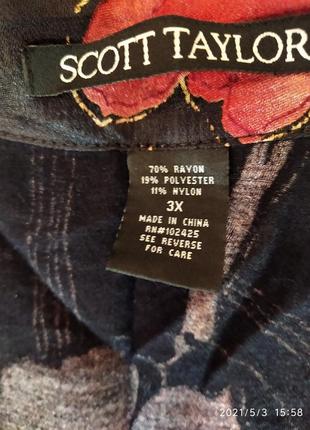 SCOTT TAYLOR
70% RAYON
19% POLYESTER
11% NYLON
3X
MADE IN CHINA
RN#102425
SEE REVERSE
FOR CARE
2021/5/3 15:58